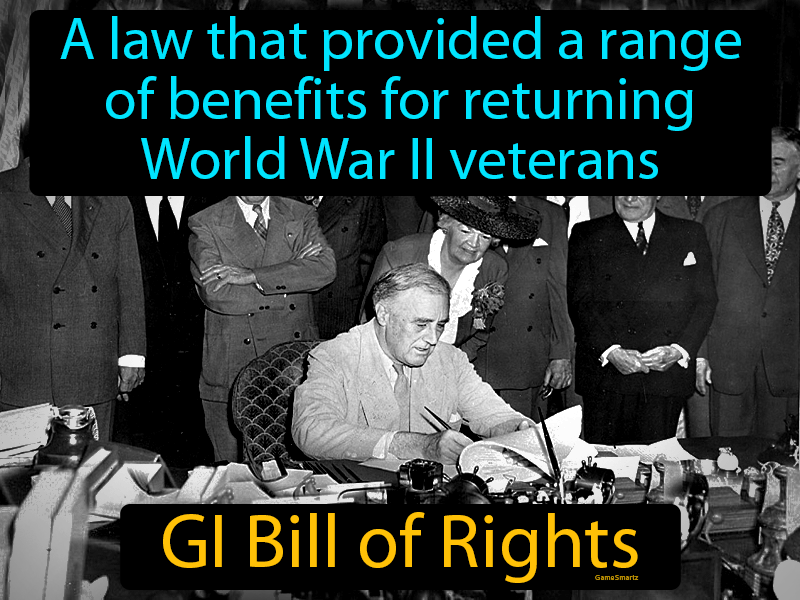 A law that provided a range
of benefits for returning
World War II veterans
GI Bill of Rights
GameSmartz